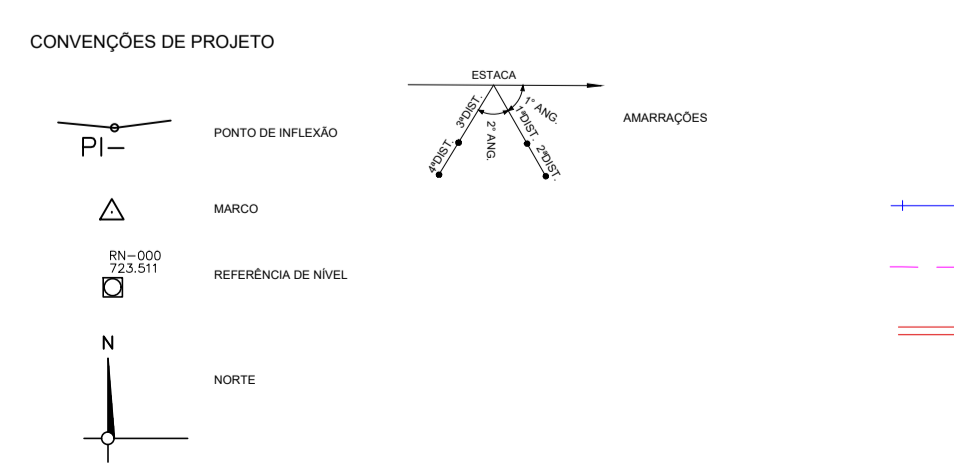 CONVENÇÕES DE PROJETO
PI-
PONTO DE INFLEXÃO
MARCO
RN-000
723.511
REFERÊNCIA DE NÍVEL
N
NORTE
ESTACA
1° ANG.
2° ANG.
1ªDIST.
2ªDIST.
3ªDIST.
4ªDIST.
AMARRAÇÕES